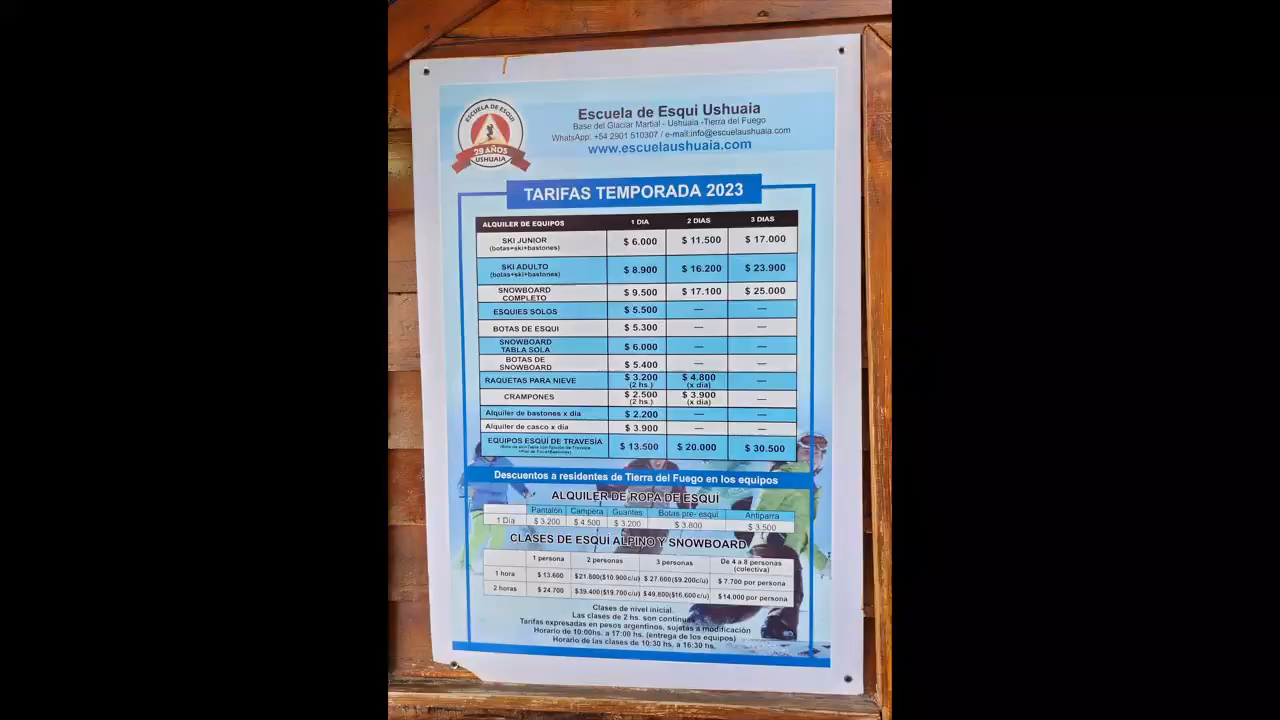 ESCUELA DE ESQUI
29 AÑOS
USHUAIA
Escuela de Esqui Ushuaia
Base del Glaciar Martial - Ushuaia -Tierra del Fuego
WhatsApp: +54 2901 510307 / e-mail:info@escuelaushuaia.com
www.escuelaushuaia.com
TARIFAS TEMPORADA 2023
ALQUILER DE EQUIPOS 1 DIA 2 DIAS 3 DIAS
SKI JUNIOR
(botas+ski+bastones) $ 6.000 $ 11.500 $ 17.000
SKI ADULTO
(botas+ski+bastones) $ 8.900 $ 16.200 $ 23.900
SNOWBOARD
COMPLETO $ 9.500 $ 17.100 $ 25.000
ESQUIES SOLOS $ 5.500 — —
BOTAS DE ESQUI $ 5.300 — —
SNOWBOARD
TABLA SOLA $ 6.000 — —
BOTAS DE
SNOWBOARD $ 5.400 — —
RAQUETAS PARA NIEVE $ 3.200 $ 4.800 —
(2 hs.) (x dia)
CRAMPONES $ 2.500 $ 3.900 —
(2 hs.) (x dia)
Alquiler de bastones x dia $ 2.200 — —
Alquiler de casco x dia $ 3.900 — —
EQUIPOS ESQUÍ DE TRAVESÍA $ 13.500 $ 20.000 $ 30.500
Descuentos a residentes de Tierra del Fuego en los equipos
ALQUILER DE ROPA DE ESQUI
Pantalón Campera Guantes Botas pre- esqui Antiparra
1 Día $ 3.200 $ 4.500 $ 3.200 $ 3.800 $ 3.500
CLASES DE ESQUÍ ALPINO Y SNOWBOARD
1 persona 2 personas 3 personas De 4 a 8 personas
(colectiva)
1 hora $ 13.600 $21.800($10.900c/u) $ 27.600($9.200c/u) $ 7.700 por persona
2 horas $ 24.700 $39.400($19.700c/u) $49.800($16.600c/u) $14.000 por persona
Clases de nivel inicial.
Las clases de 2 hs. son continuas
Tarifas expresadas en pesos argentinos, sujetas a modificación
Horario de 10:00hs. a 17:00 hs. (entrega de los equipos)
Horario de las clases de 10:30 hs. a 16:30 hs.